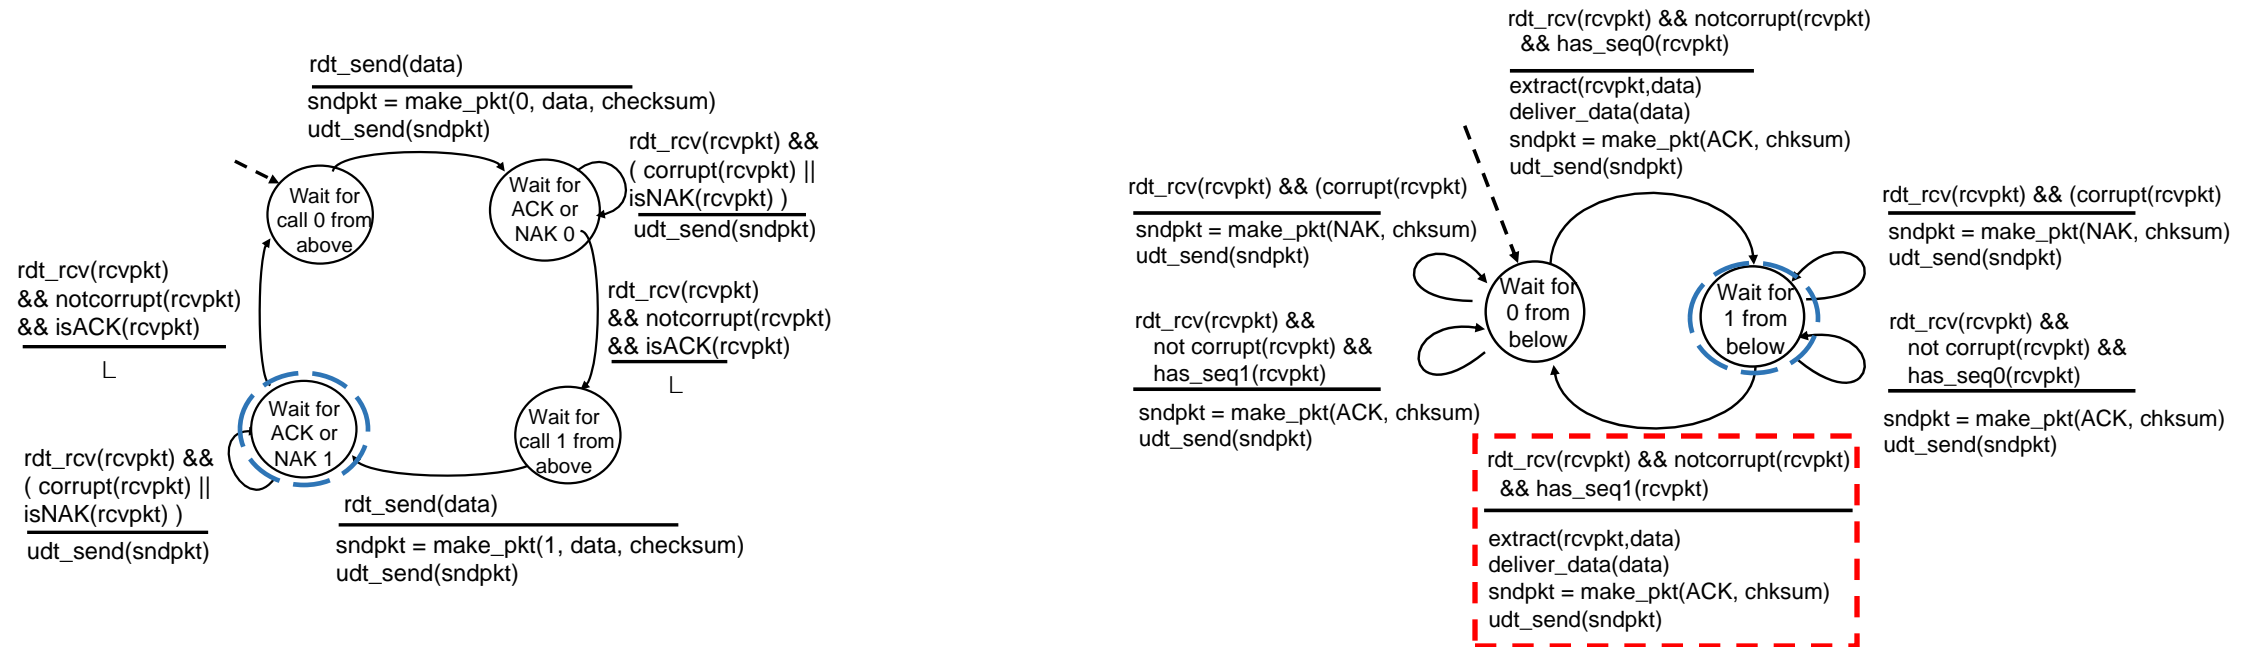 rdt_send(data)
sndpkt = make_pkt(0, data, checksum)
udt_send(sndpkt)
rdt_rcv(rcvpkt) &&
( corrupt(rcvpkt) ||
isNAK(rcvpkt) )
udt_send(sndpkt)
Wait for
call 0 from
above
Wait for
ACK or
NAK 0
rdt_rcv(rcvpkt)
&& notcorrupt(rcvpkt)
&& isACK(rcvpkt)
L
rdt_rcv(rcvpkt)
&& notcorrupt(rcvpkt)
&& isACK(rcvpkt)
L
Wait for
ACK or
NAK 1
Wait for
call 1 from
above
rdt_rcv(rcvpkt) &&
( corrupt(rcvpkt) ||
isNAK(rcvpkt) )
udt_send(sndpkt)
rdt_send(data)
sndpkt = make_pkt(1, data, checksum)
udt_send(sndpkt)
rdt_rcv(rcvpkt) && notcorrupt(rcvpkt)
&& has_seq0(rcvpkt)
extract(rcvpkt,data)
deliver_data(data)
sndpkt = make_pkt(ACK, chksum)
udt_send(sndpkt)
rdt_rcv(rcvpkt) && (corrupt(rcvpkt)
sndpkt = make_pkt(NAK, chksum)
udt_send(sndpkt)
rdt_rcv(rcvpkt) &&
not corrupt(rcvpkt) &&
has_seq1(rcvpkt)
sndpkt = make_pkt(ACK, chksum)
udt_send(sndpkt)
Wait for
0 from
below
Wait for
1 from
below
rdt_rcv(rcvpkt) && (corrupt(rcvpkt)
sndpkt = make_pkt(NAK, chksum)
udt_send(sndpkt)
rdt_rcv(rcvpkt) &&
not corrupt(rcvpkt) &&
has_seq0(rcvpkt)
sndpkt = make_pkt(ACK, chksum)
udt_send(sndpkt)
rdt_rcv(rcvpkt) && notcorrupt(rcvpkt)
&& has_seq1(rcvpkt)
extract(rcvpkt,data)
deliver_data(data)
sndpkt = make_pkt(ACK, chksum)
udt_send(sndpkt)